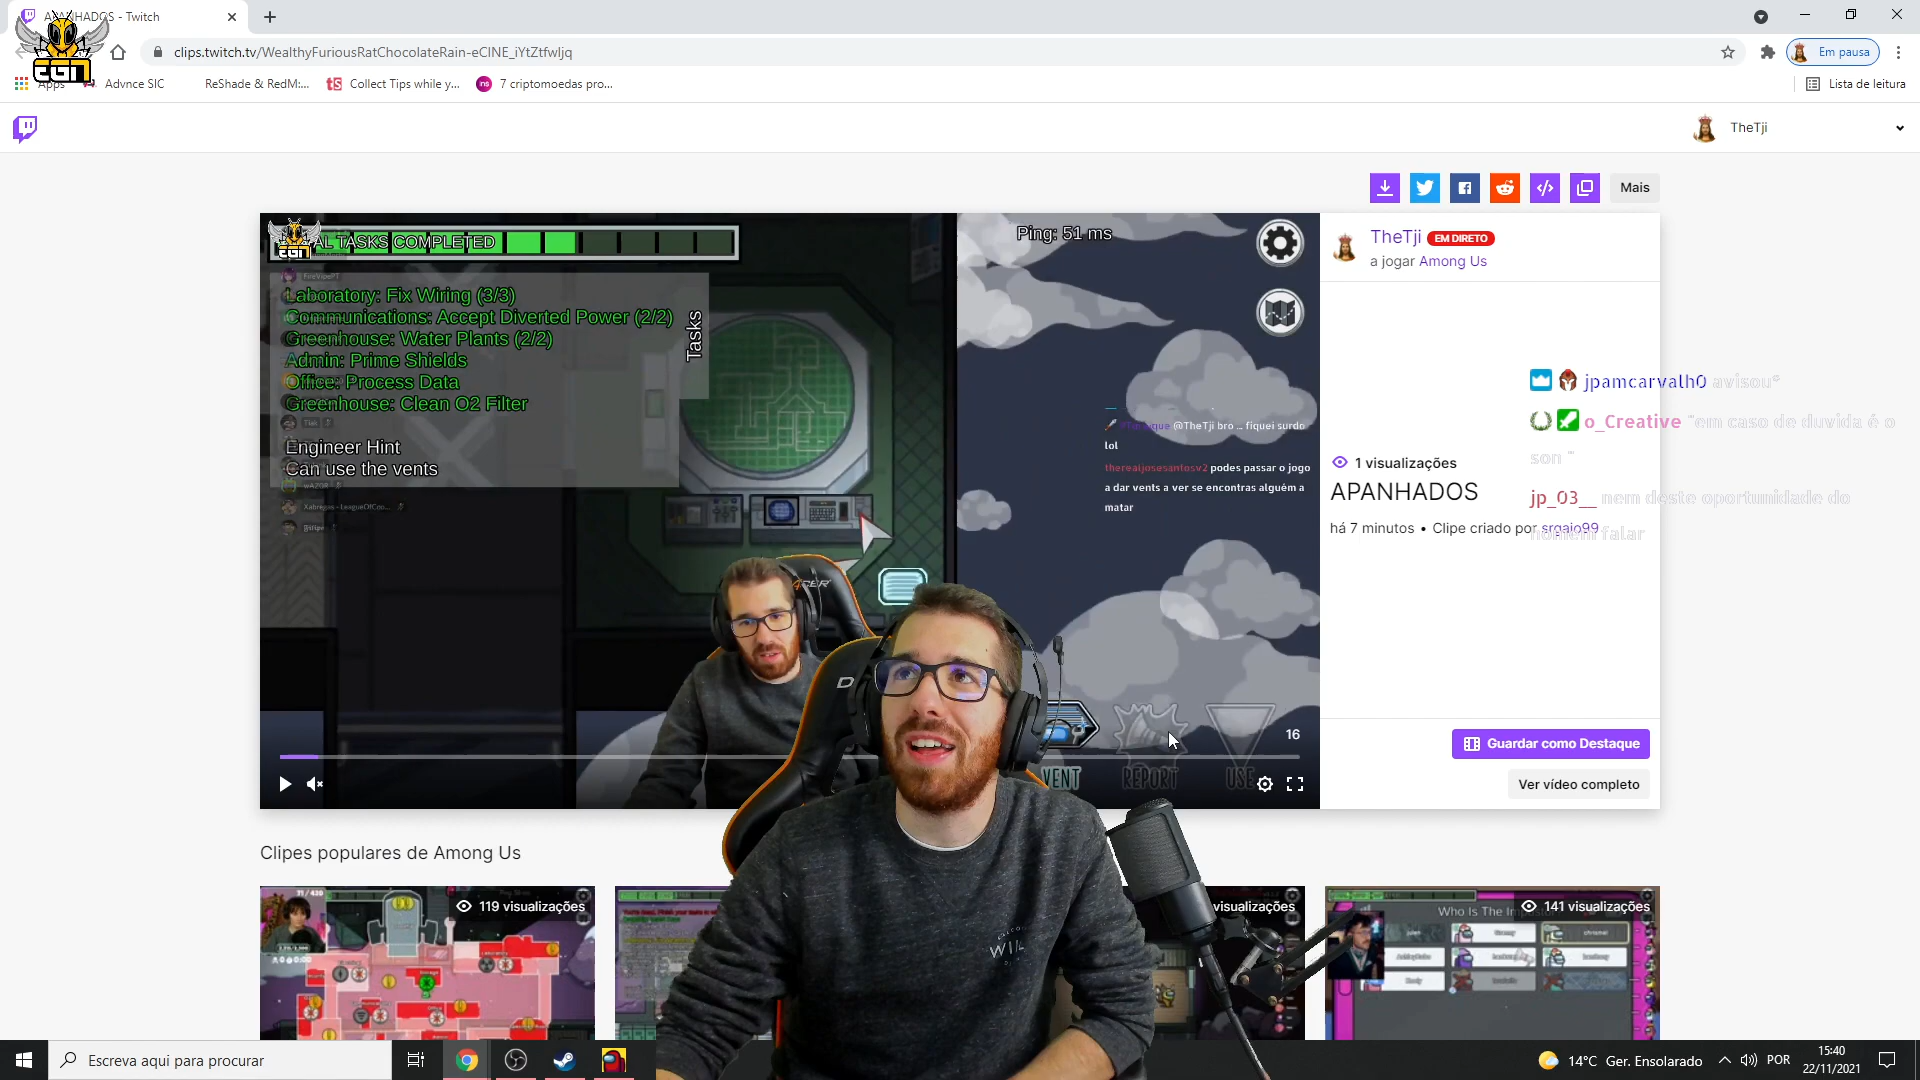 APANHADOS - Twitch
clips.twitch.tv/WealthyFuriousRatChocolateRain-eCINE_iYtZtfwljq
Em pausa
EGN
Apps
Advnce SIC
ReShade & RedM:...
Collect Tips while y...
7 criptomoedas pro...
Lista de leitura
TheTji
Mais
TASKS COMPLETED
EGN
Ping: 51 ms
TheTji EM DIRETO
a jogar Among Us
FireVipePT
Laboratory: Fix Wiring (3/3)
Communications: Accept Diverted Power (2/2)
Greenhouse: Water Plants (2/2)
Admin: Prime Shields
Office: Process Data
Greenhouse: Clean O2 Filter
Tasks
Engineer Hint
Can use the vents
@TheTji bro ... fiquei surdo
lol
therealjosesantosv2 podes passar o jogo
a dar vents a ver se encontras alguém a
matar
jpamcarvalh0 avisou*
o_Creative "em caso de duvida é o
son "
jp_03__ nem deste oportunidade do
homem falar
1 visualizações
APANHADOS
há 7 minutos • Clipe criado por srgaio99
ACER
16
VENT
REPORT
USE
Guardar como Destaque
Ver vídeo completo
Clipes populares de Among Us
119 visualizações
visualizações
141 visualizações
Who Is The Impostor
Escreva aqui para procurar
14°C Ger. Ensolarado
POR
15:40
22/11/2021